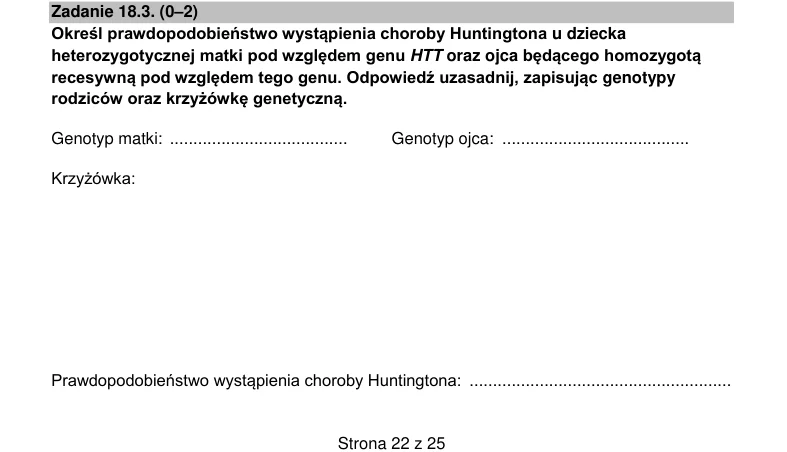 Zadanie 18.3. (0–2)
Określ prawdopodobieństwo wystąpienia choroby Huntingtona u dziecka
heterozygotycznej matki pod względem genu HTT oraz ojca będącego homozygotą
recesywną pod względem tego genu. Odpowiedź uzasadnij, zapisując genotypy
rodziców oraz krzyżówkę genetyczną.
Genotyp matki: ...................................... Genotyp ojca: ........................................
Krzyżówka:
Prawdopodobieństwo wystąpienia choroby Huntingtona: ........................................................
Strona 22 z 25